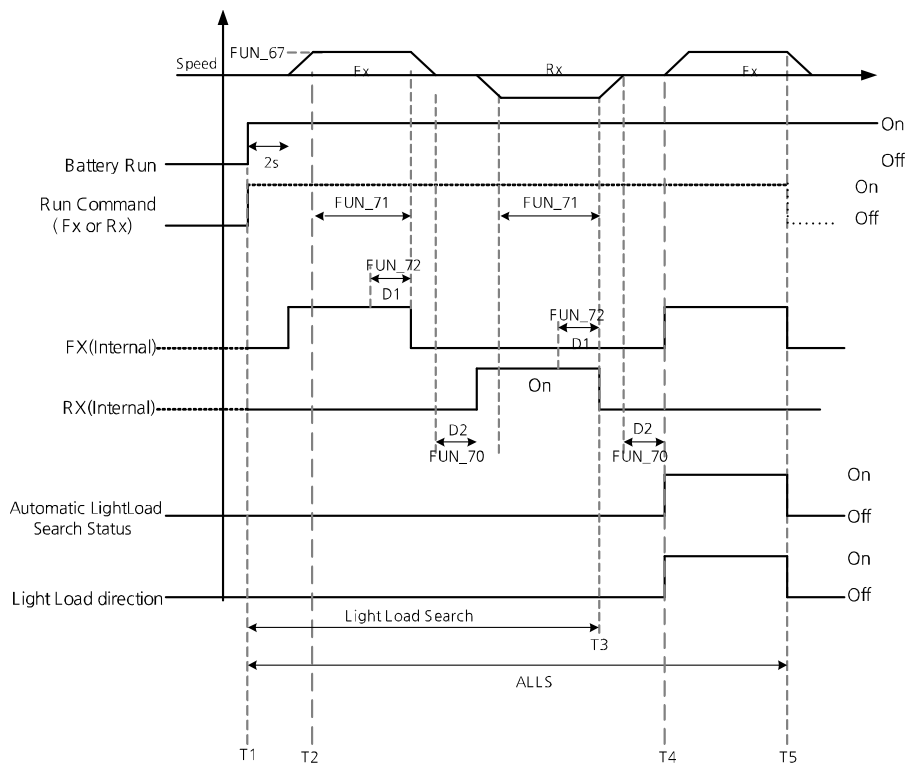 FUN_67
Speed
Fx
Rx
Fx
On
2s
Battery Run
Off
On
Run Command
( Fx or Rx)
FUN_71
FUN_71
Off
FUN_72
D1
FUN_72
D1
FX(Internal)
On
RX(Internal)
D2
FUN_70
D2
FUN_70
On
Automatic LightLoad
Search Status
Off
On
Light Load direction
Off
Light Load Search
T3
ALLS
T1
T2
T4
T5